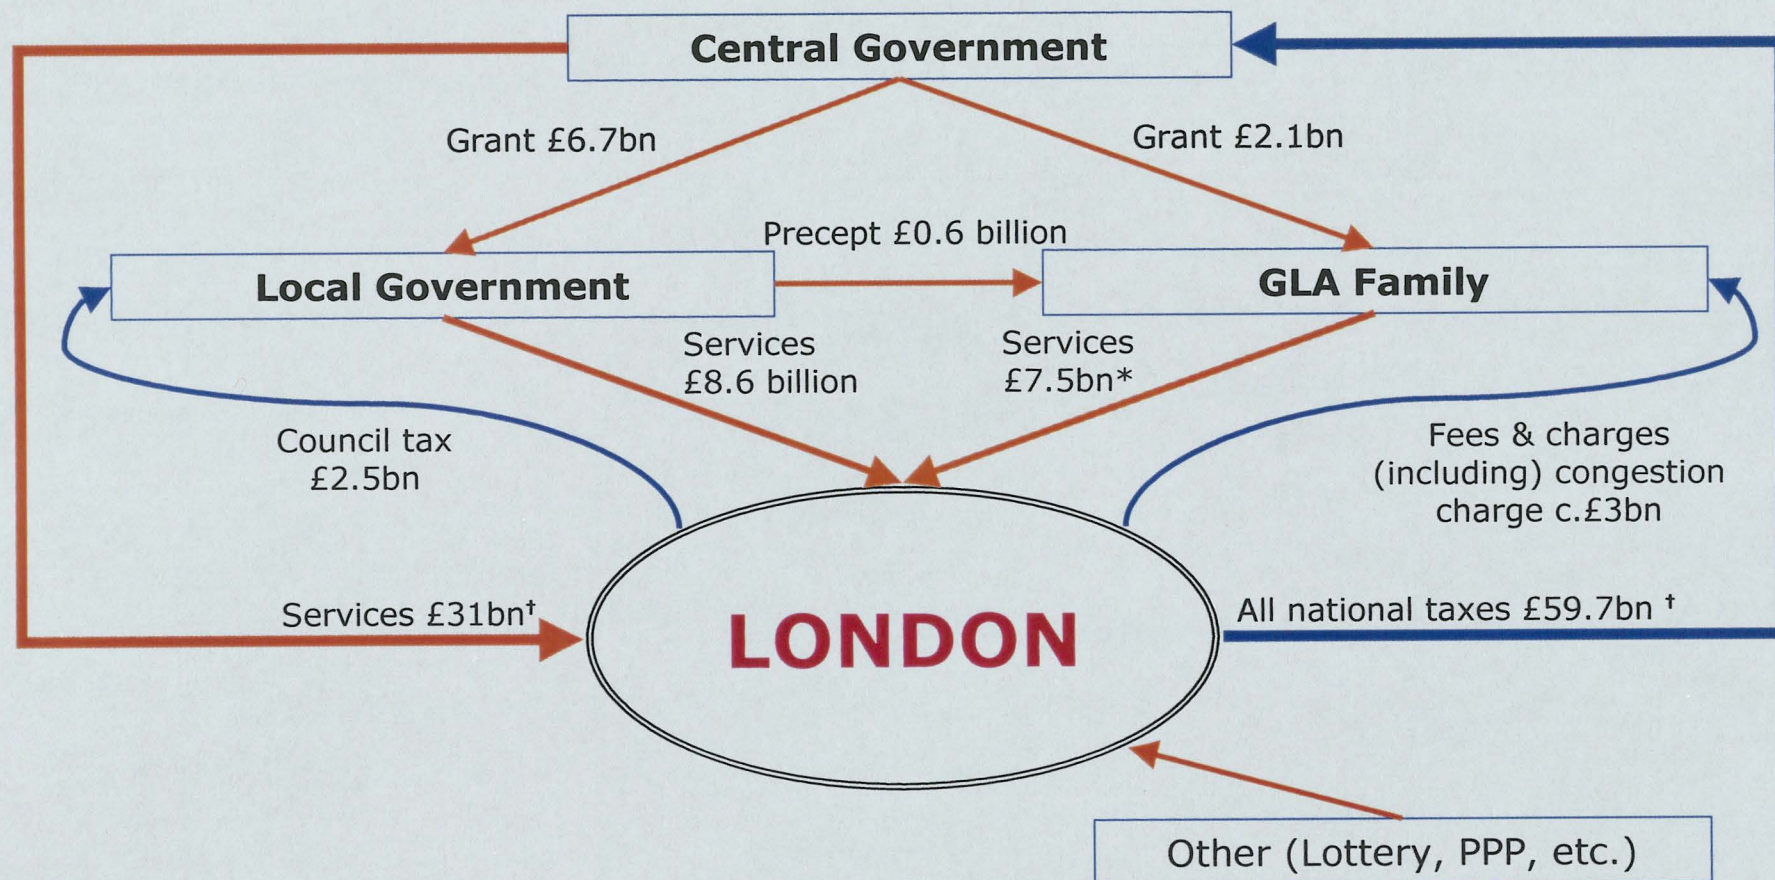 Central Government
Grant £6.7bn
Grant £2.1bn
Precept £0.6 billion
Local Government
GLA Family
Services
£8.6 billion
Services
£7.5bn*
Council tax
£2.5bn
Fees & charges
(including) congestion
charge c.£3bn
Services £31bn†
LONDON
All national taxes £59.7bn †
Other (Lottery, PPP, etc.)